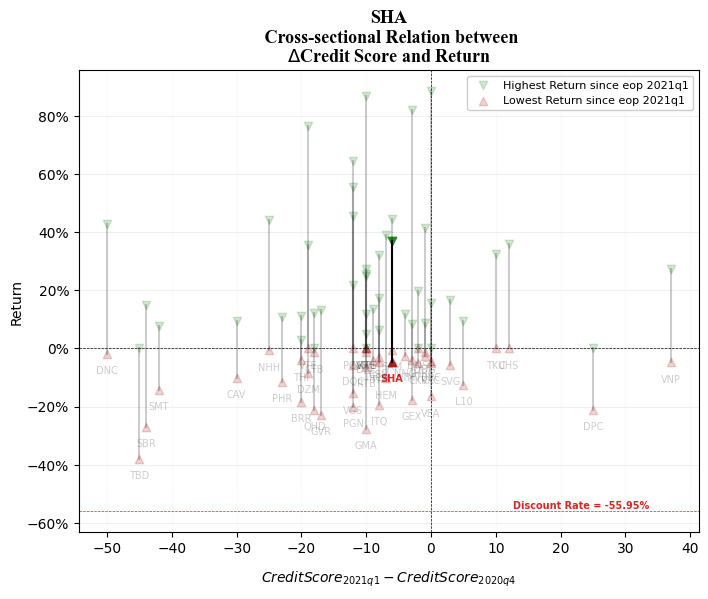 SHA
Cross-sectional Relation between
ΔCredit Score and Return
Highest Return since eop 2021q1
Lowest Return since eop 2021q1
Return
80%
60%
40%
20%
0%
−20%
−40%
−60%
DNC
TBD
SBR
SMT
CAV
NHH
PHR
BRR
DZM
GVR
VGS
PGN
GMA
HEM
ITQ
SHA
GEX
VLA
SVG
L10
TKU
CHS
DPC
VNP
Discount Rate = -55.95%
−50
−40
−30
−20
−10
0
10
20
30
40
CreditScore2021q1 − CreditScore2020q4